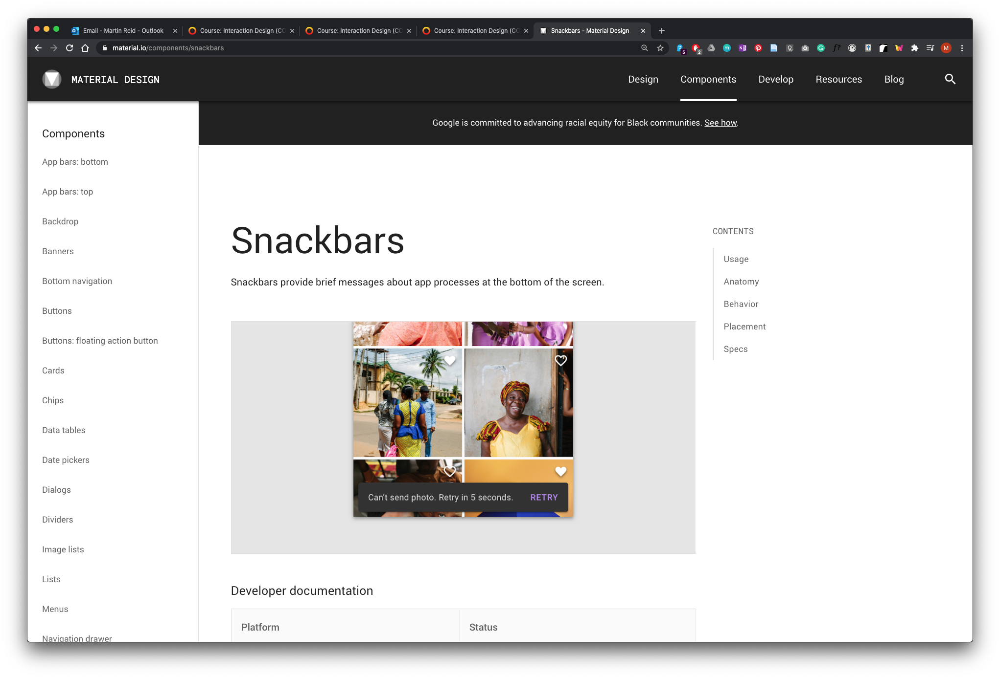 Email - Martin Reid - Outlook
Course: Interaction Design (CO
Course: Interaction Design (CO
Course: Interaction Design (CO
Snackbars - Material Design
material.io/components/snackbars
5
2
M
MATERIAL DESIGN
Design
Components
Develop
Resources
Blog
Google is committed to advancing racial equity for Black communities. See how.
Components
App bars: bottom
App bars: top
Backdrop
Banners
Bottom navigation
Buttons
Buttons: floating action button
Cards
Chips
Data tables
Date pickers
Dialogs
Dividers
Image lists
Lists
Menus
Navigation drawer
Snackbars
Snackbars provide brief messages about app processes at the bottom of the screen.
Can't send photo. Retry in 5 seconds.
RETRY
Developer documentation
Platform
Status
CONTENTS
Usage
Anatomy
Behavior
Placement
Specs